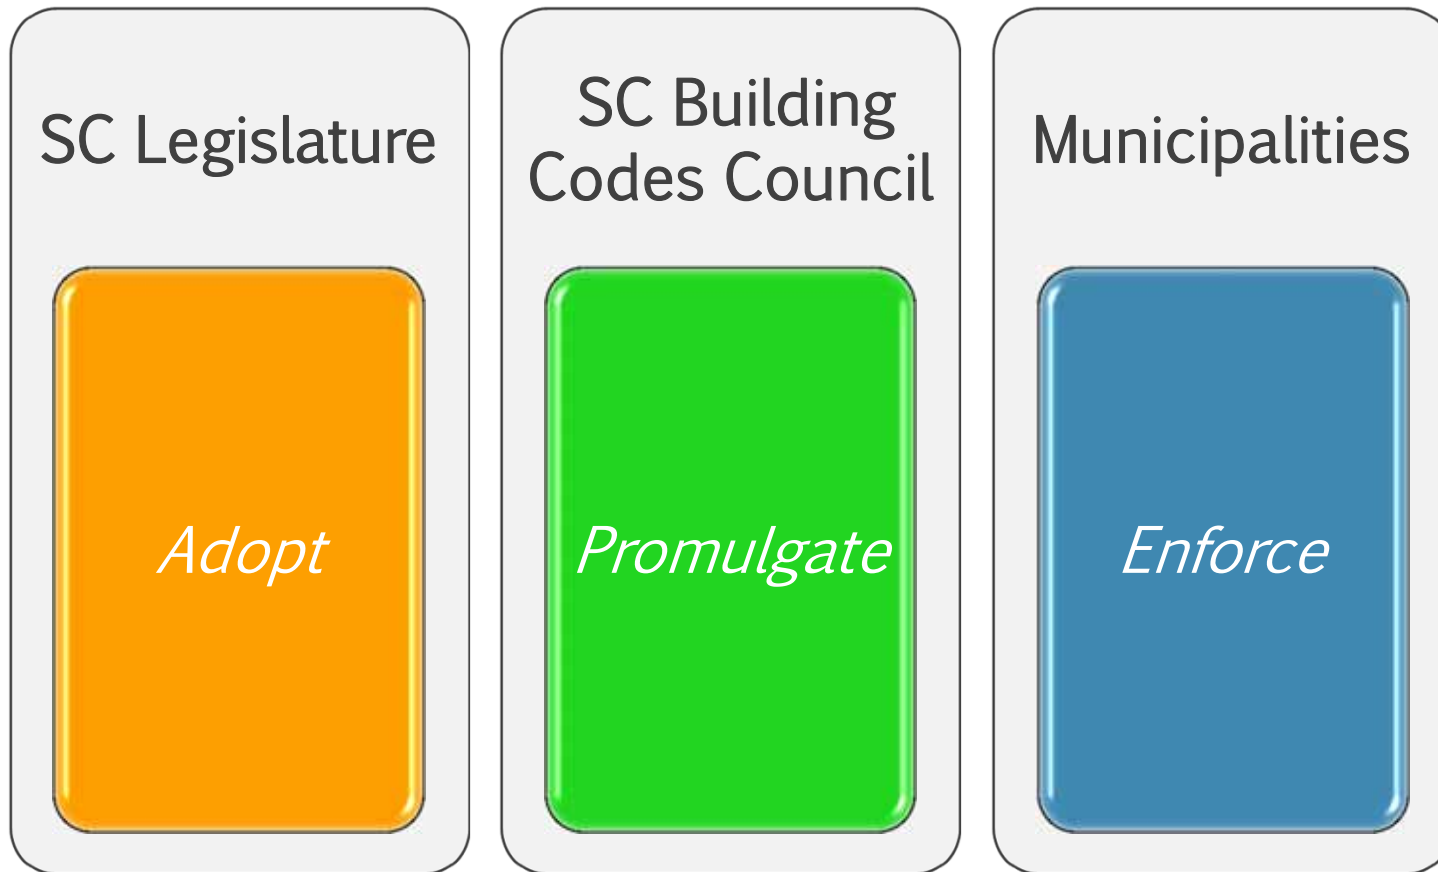 SC Legislature
Adopt
SC Building
Codes Council
Promulgate
Municipalities
Enforce